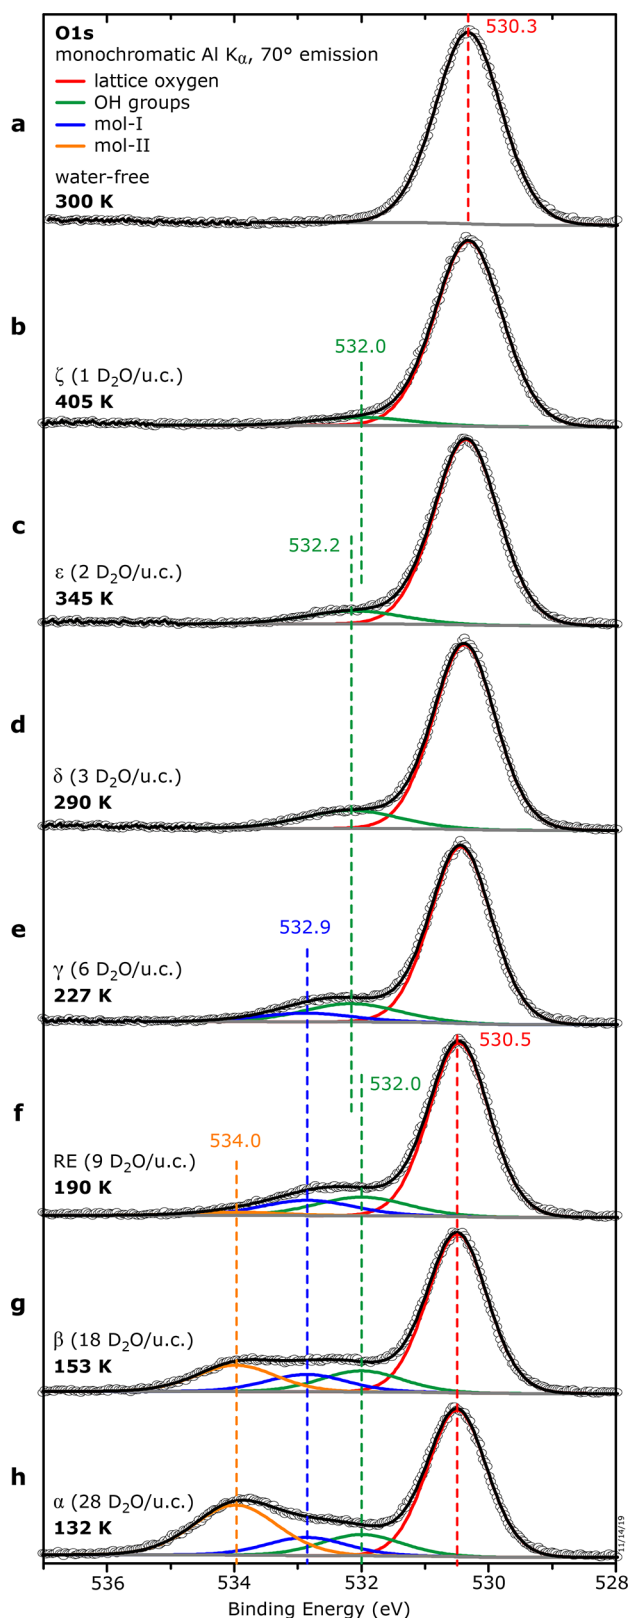 O1s
530.3
monochromatic Al Kα, 70° emission
lattice oxygen
OH groups
mol-I
mol-II
a
water-free
300 K
b
532.0
ζ (1 D2O/u.c.)
405 K
c
532.2
ε (2 D2O/u.c.)
345 K
d
δ (3 D2O/u.c.)
290 K
e
532.9
γ (6 D2O/u.c.)
227 K
530.5
532.0
f
534.0
RE (9 D2O/u.c.)
190 K
g
β (18 D2O/u.c.)
153 K
h
α (28 D2O/u.c.)
132 K
11/14/19
536 534 532 530 528
Binding Energy (eV)